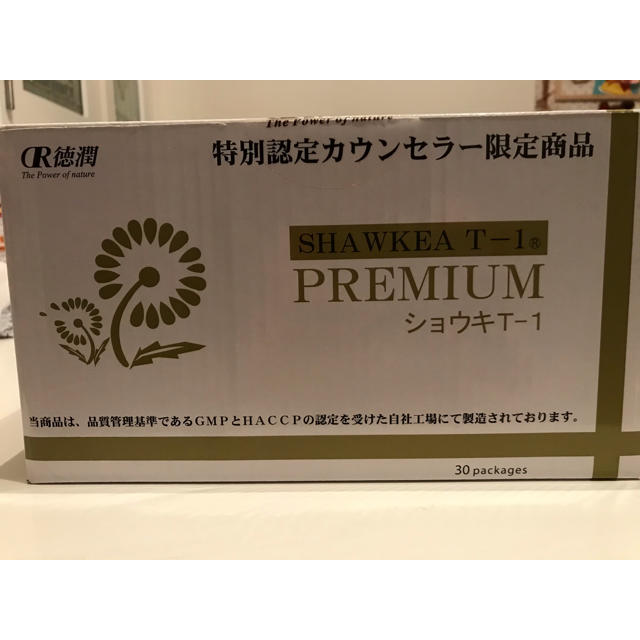 The Power of nature
CR徳潤
The Power of nature
特別認定カウンセラー限定商品
SHAWKEA T-1®
PREMIUM
ショウキT-1
当商品は、品質管理基準であるGMPとHACCPの認定を受けた自社工場にて製造されております。
30 packages